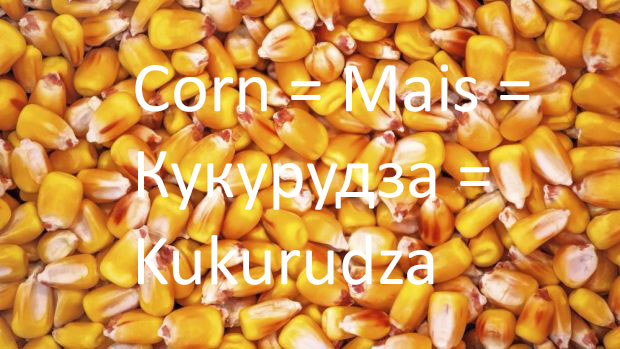 Corn = Mais =
Кукурудза =
Kukurudza